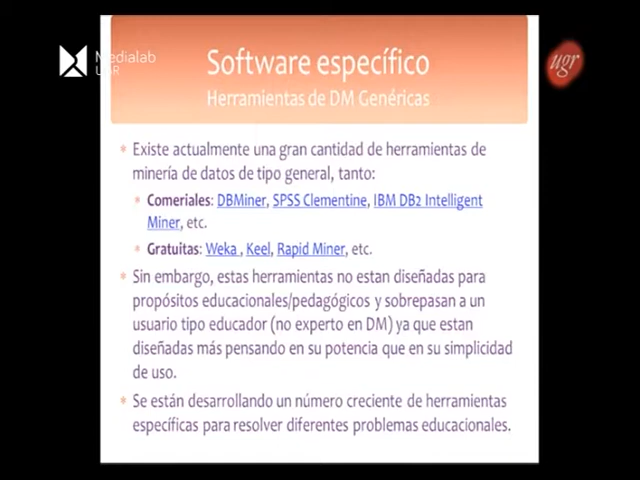 Medialab
UGR
Software específico
ugr
Herramientas de DM Genéricas
Existe actualmente una gran cantidad de herramientas de
minería de datos de tipo general, tanto:
Comeriales: DBMiner, SPSS Clementine, IBM DB2 Intelligent
Miner, etc.
Gratuitas: Weka , Keel, Rapid Miner, etc.
Sin embargo, estas herramientas no estan diseñadas para
propósitos educacionales/pedagógicos y sobrepasan a un
usuario tipo educador (no experto en DM) ya que estan
diseñadas más pensando en su potencia que en su simplicidad
de uso.
Se están desarrollando un número creciente de herramientas
específicas para resolver diferentes problemas educacionales.